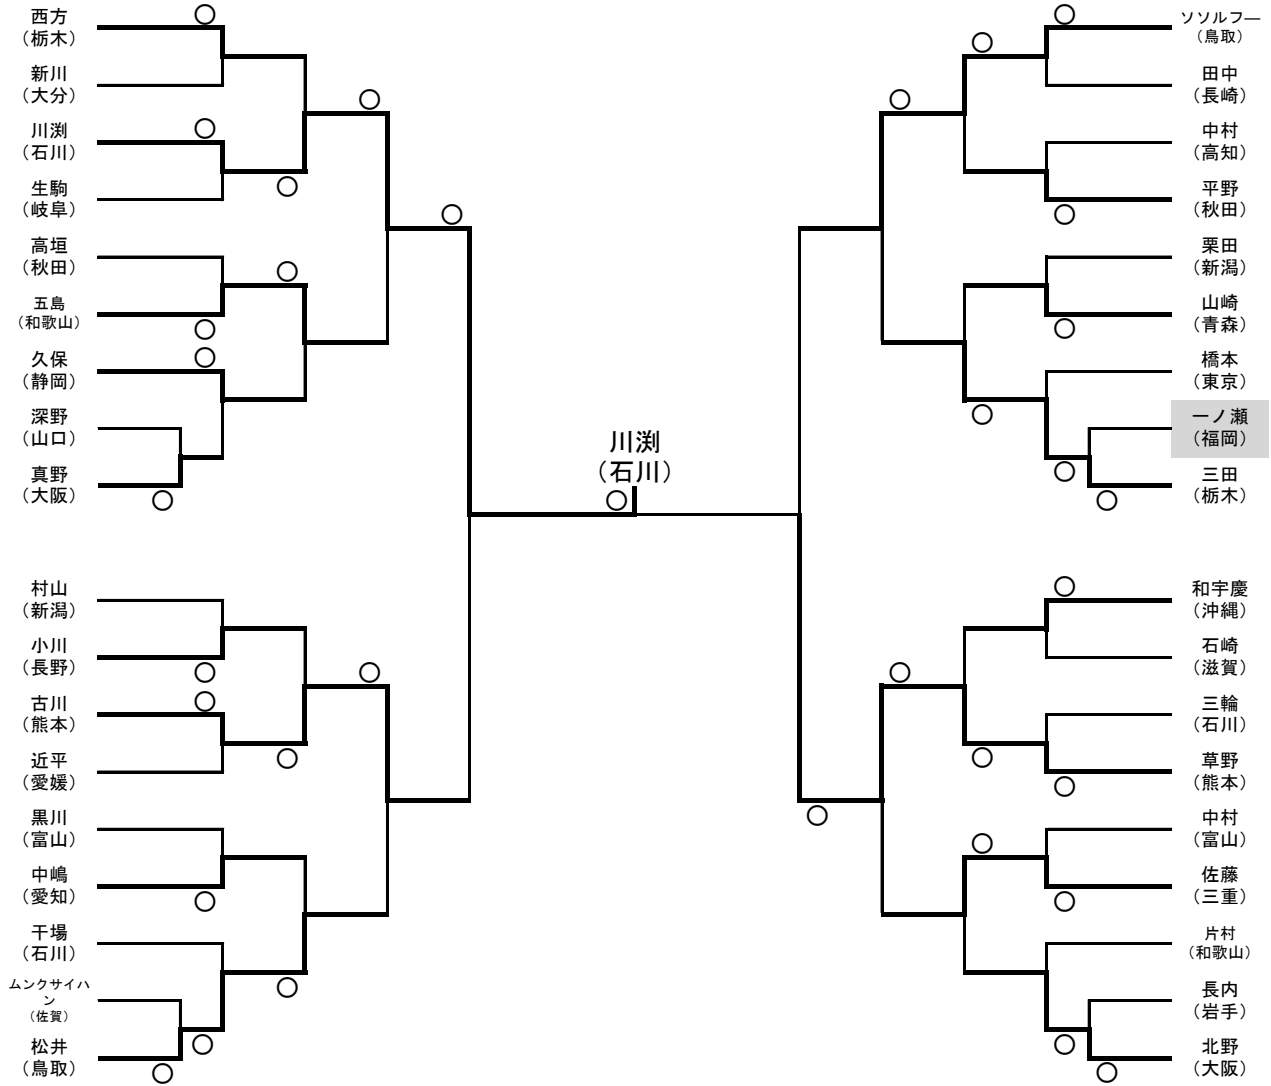 西方
（栃木）
新川
（大分）
川渕
（石川）
生駒
（岐阜）
高垣
（秋田）
五島
（和歌山）
久保
（静岡）
深野
（山口）
真野
（大阪）
村山
（新潟）
小川
（長野）
古川
（熊本）
近平
（愛媛）
黒川
（富山）
中嶋
（愛知）
干場
（石川）
ムンクサイハ
ン
（佐賀）
松井
（鳥取）
川渕
（石川）
ソソルフ―
（鳥取）
田中
（長崎）
中村
（高知）
平野
（秋田）
栗田
（新潟）
山崎
（青森）
橋本
（東京）
一ノ瀬
（福岡）
三田
（栃木）
和宇慶
（沖縄）
石崎
（滋賀）
三輪
（石川）
草野
（熊本）
中村
（富山）
佐藤
（三重）
片村
（和歌山）
長内
（岩手）
北野
（大阪）